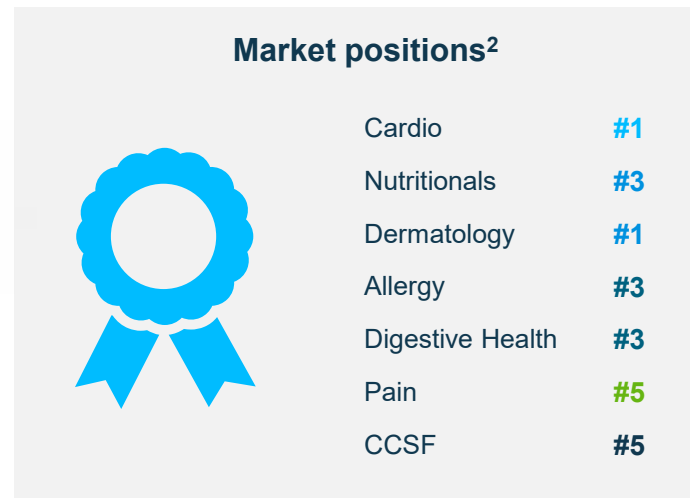 Market positions²
Cardio #1
Nutritionals #3
Dermatology #1
Allergy #3
Digestive Health #3
Pain #5
CCSF #5